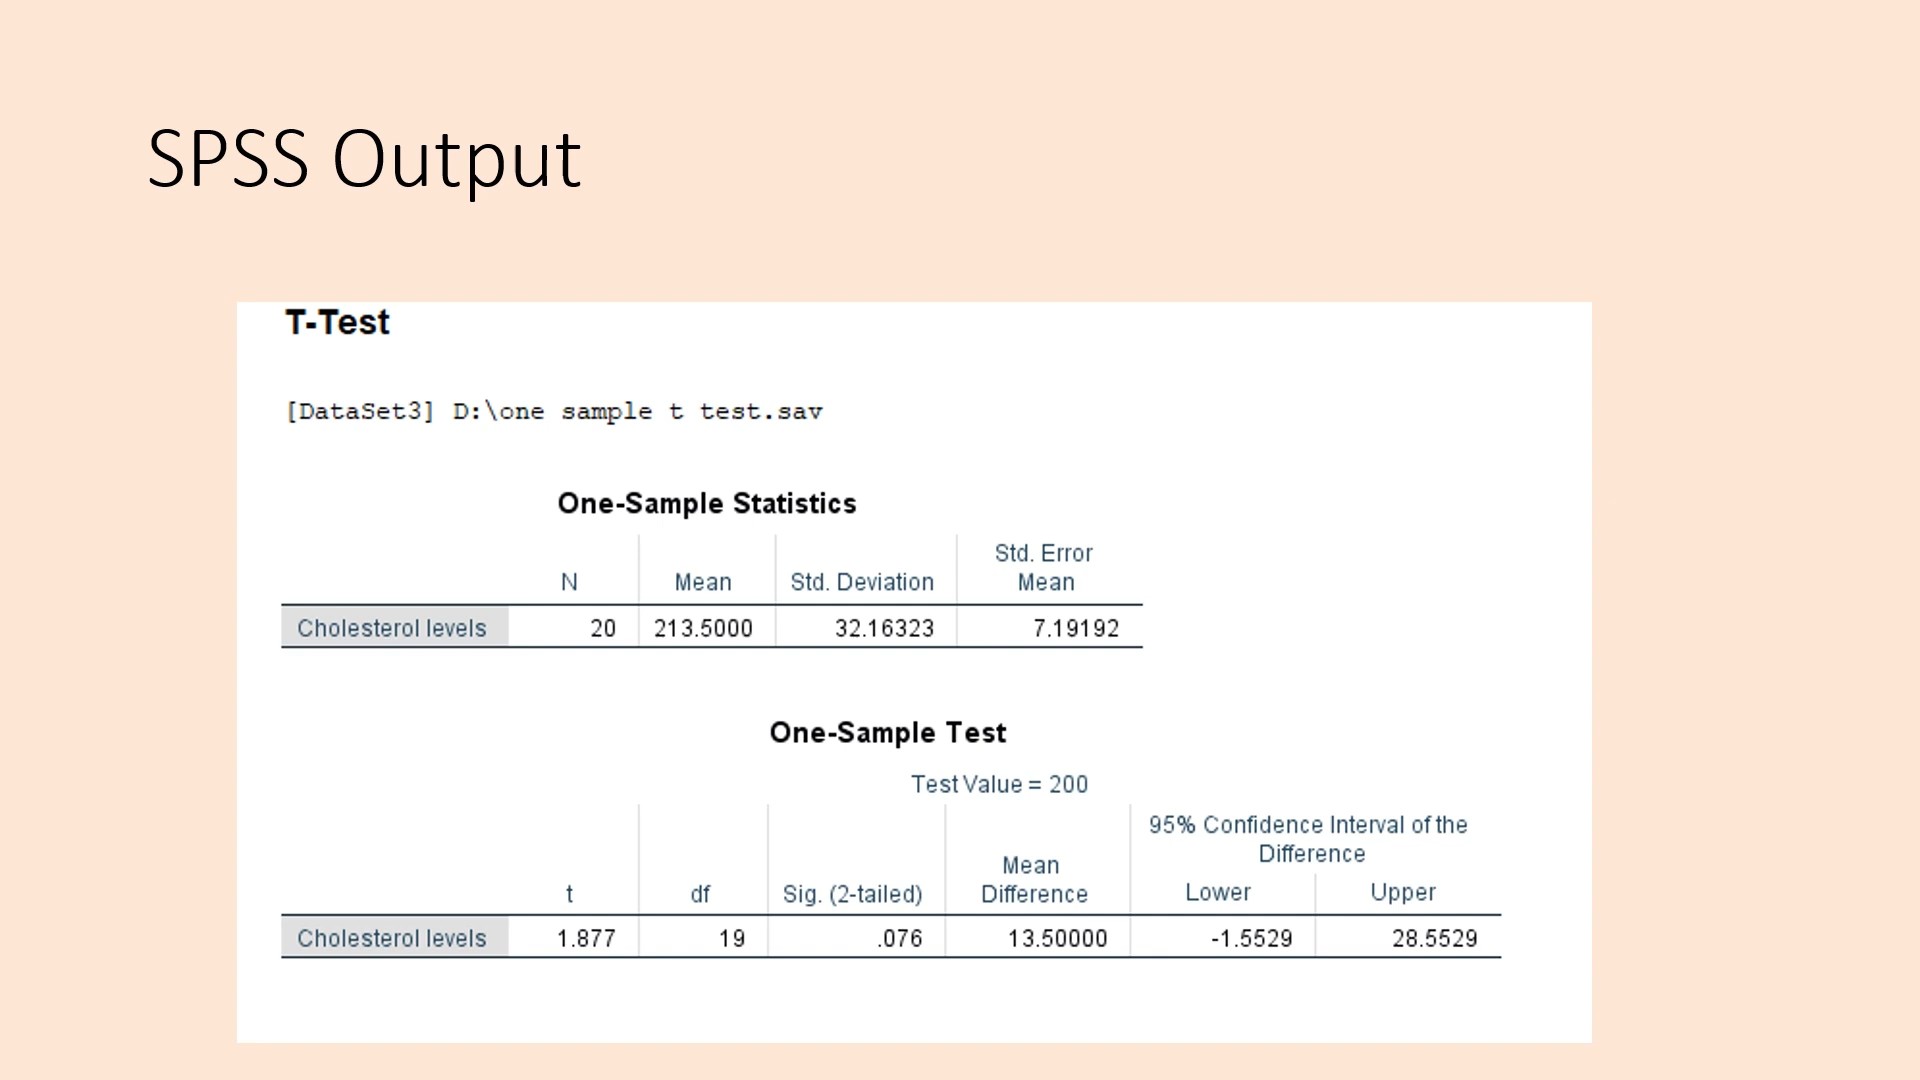 SPSS Output
T-Test
[DataSet3] D:\one sample t test.sav
One-Sample Statistics
N Mean Std. Deviation Std. Error Mean
Cholesterol levels 20 213.5000 32.16323 7.19192
One-Sample Test
Test Value = 200
t df Sig. (2-tailed) Mean Difference 95% Confidence Interval of the Difference
Lower Upper
Cholesterol levels 1.877 19 .076 13.50000 -1.5529 28.5529